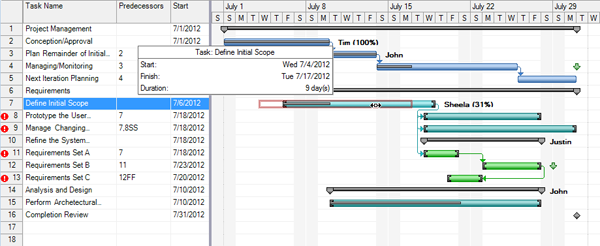 Task Name Predecessors Start July 1 July 8 July 15 July 22 July 29
S M T W T F S S M T W T F S S M T W T F S S M T W T F S S M T
1 Project Management 7/1/2012
2 Conception/Approval 7/1/2012 Tim (100%)
3 Plan Remainder of Initial... 2 John
Task: Define Initial Scope
4 Managing/Monitoring 3
Start: Wed 7/4/2012
5 Next Iteration Planning 4
Finish: Tue 7/17/2012
Duration: 9 day(s)
6 Requirements
7 Define Initial Scope 7/6/2012 Sheela (31%)
8 Prototype the User... 7 7/18/2012
9 Manage Changing... 7,8SS 7/18/2012
10 Refine the System... 7/18/2012 Justin
11 Requirements Set A 7 7/18/2012
12 Requirements Set B 11 7/23/2012
13 Requirements Set C 12FF 7/20/2012
14 Analysis and Design 7/10/2012 John
15 Perform Archetectural... 7/10/2012
16 Completion Review 7/31/2012
17
18